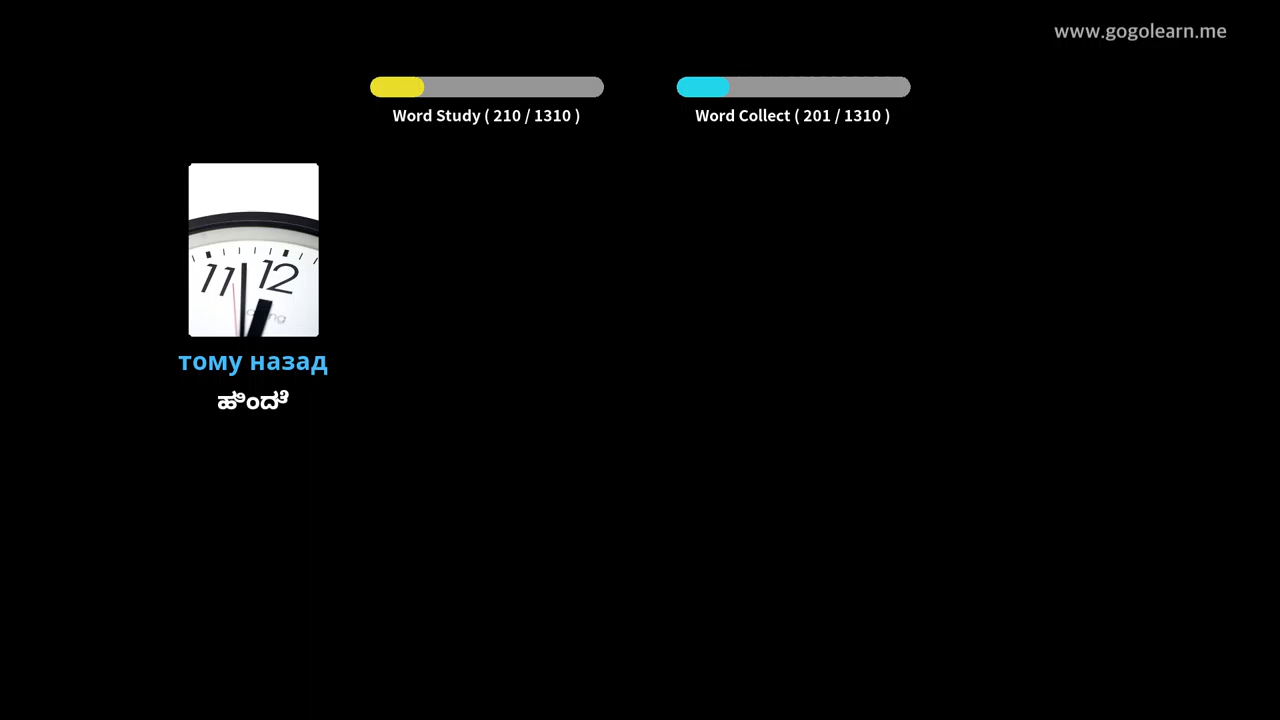 www.gogolearn.me
Word Study ( 210 / 1310 )
Word Collect ( 201 / 1310 )
11 12
тому назад
ಹಿಂದೆ